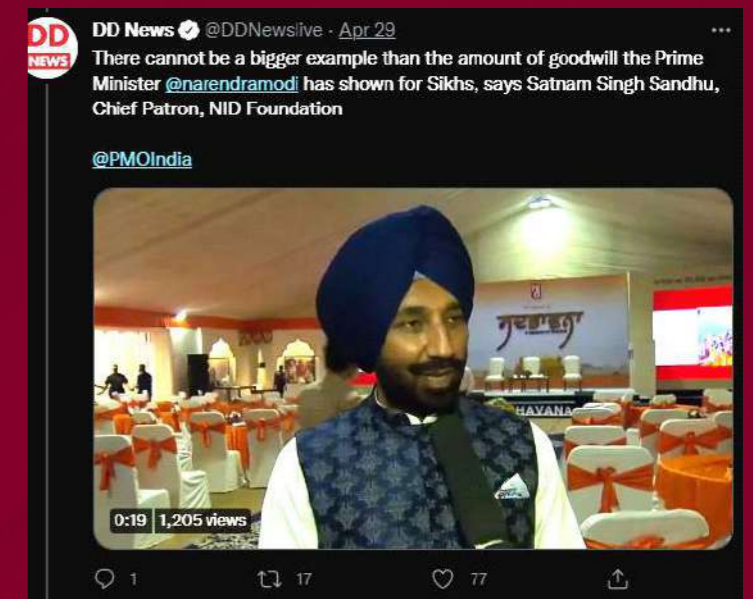 DD
NEWS
DD News @DDNewslive · Apr 29
There cannot be a bigger example than the amount of goodwill the Prime
Minister @narendramodi has shown for Sikhs, says Satnam Singh Sandhu,
Chief Patron, NID Foundation
@PMOIndia
ਸਦਭਾਵਨਾ
HAVANA
0:19 1,205 views
1 17 77